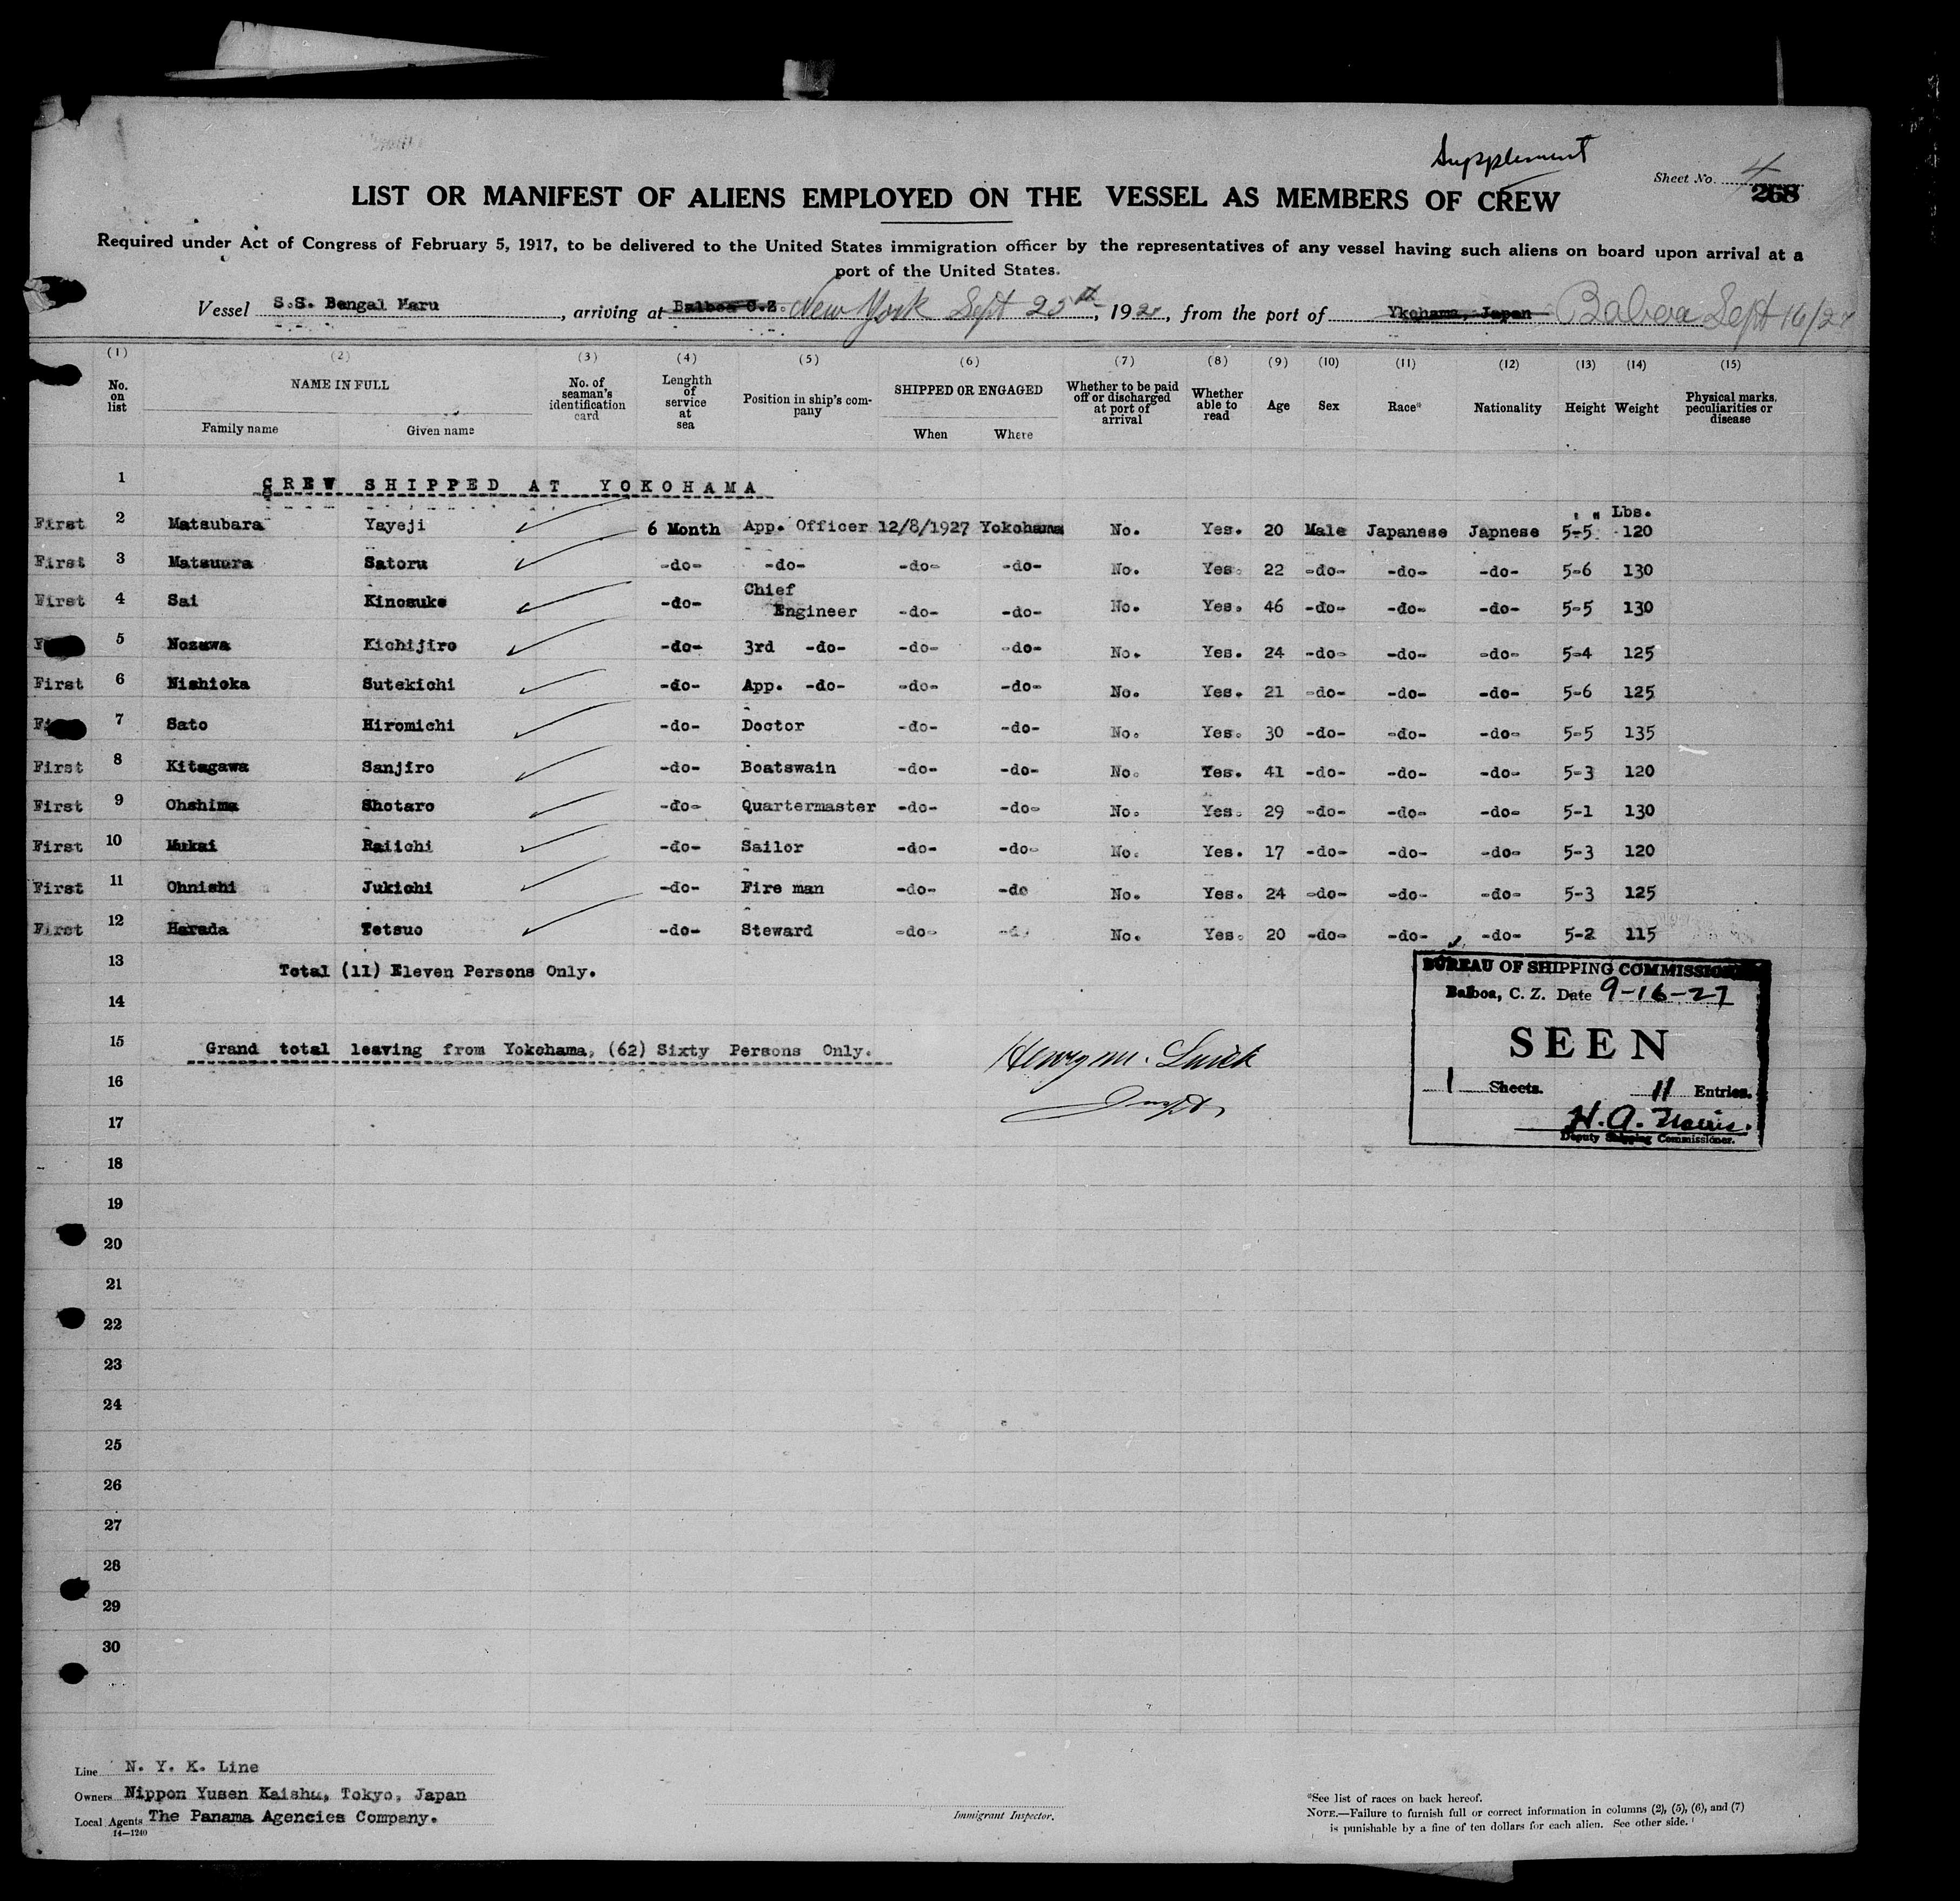 Supplement
Sheet No. 4
268
LIST OR MANIFEST OF ALIENS EMPLOYED ON THE VESSEL AS MEMBERS OF CREW
Required under Act of Congress of February 5, 1917, to be delivered to the United States immigration officer by the representatives of any vessel having such aliens on board upon arrival at a
port of the United States.
Vessel S.S. Bengal Maru, arriving at Balboa C.Z. New York Sept 25th, 1927, from the port of Ykohama, Japan Balboa Sept 16/27
(1) (2) (3) (4) (5) (6) (7) (8) (9) (10) (11) (12) (13) (14) (15)
No. on list NAME IN FULL Family name Given name No. of seaman's identification card Lenghth of service at sea Position in ship's company SHIPPED OR ENGAGED When Where Whether to be paid off or discharged at port of arrival Whether able to read Age Sex Race* Nationality Height Weight Physical marks, peculiarities or disease
1 CREW SHIPPED AT YOKOHAMA
' " Lbs.
First 2 Matsubara Yayeji 6 Month App. Officer 12/8/1927 Yokohama No. Yes. 20 Male Japanese Japnese 5-5 120
First 3 Matsuura Satoru -do- -do- -do- -do- No. Yes. 22 -do- -do- -do- 5-6 130
First 4 Sai Kinosuke -do- Chief Engineer -do- -do- No. Yes. 46 -do- -do- -do- 5-5 130
5 Nozawa Kichijiro -do- 3rd -do- -do- -do- No. Yes. 24 -do- -do- -do- 5-4 125
First 6 Nishioka Sutekichi -do- App. -do- -do- -do- No. Yes. 21 -do- -do- -do- 5-6 125
7 Sato Hiromichi -do- Doctor -do- -do- No. Yes. 30 -do- -do- -do- 5-5 135
First 8 Kitagawa Sanjiro -do- Boatswain -do- -do- No. Yes. 41 -do- -do- -do- 5-3 120
First 9 Ohshima Shotaro -do- Quartermaster -do- -do- No. Yes. 29 -do- -do- -do- 5-1 130
First 10 Mukai Raiichi -do- Sailor -do- -do- No. Yes. 17 -do- -do- -do- 5-3 120
First 11 Ohnishi Jukichi -do- Fire man -do- -do No. Yes. 24 -do- -do- -do- 5-3 125
First 12 Harada Tetsuo -do- Steward -do- -d No. Yes. 20 -do- -do- -do- 5-2 115
13 Total (11) Eleven Persons Only.
14
15 Grand total leaving from Yokohama, (62) Sixty Persons Only.
16
17
18
19
20
21
22
23
24
25
26
27
28
29
30
BUREAU OF SHIPPING COMMISSION
Balboa, C. Z. Date 9-16-27
SEEN
1 Sheets. 11 Entries.
H. A.
Deputy Shipping Commissioner.
Line N. Y. K. Line
Owners Nippon Yusen Kaisha, Tokyo, Japan
Local Agents The Panama Agencies Company.
14—1240
Immigrant Inspector.
*See list of races on back hereof.
NOTE.—Failure to furnish full or correct information in columns (2), (5), (6), and (7)
is punishable by a fine of ten dollars for each alien. See other side.